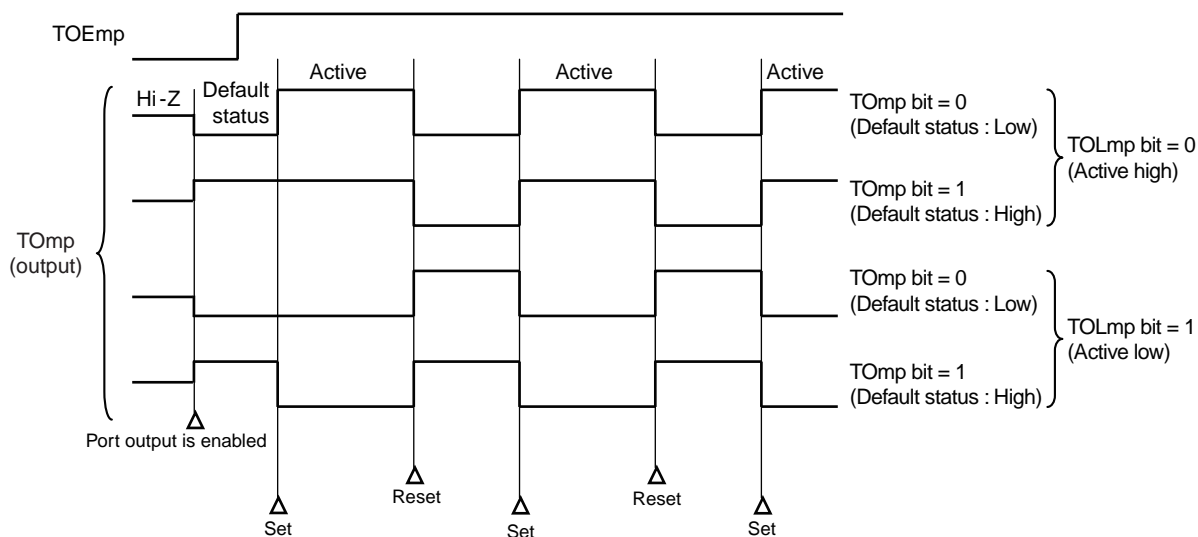 TOEmp
Active
Active
Active
Hi-Z
Default
status
TOmp bit = 0
(Default status : Low)
TOLmp bit = 0
(Active high)
TOmp bit = 1
(Default status : High)
TOmp
(output)
TOmp bit = 0
(Default status : Low)
TOLmp bit = 1
(Active low)
TOmp bit = 1
(Default status : High)
Port output is enabled
Reset
Reset
Set
Set
Set